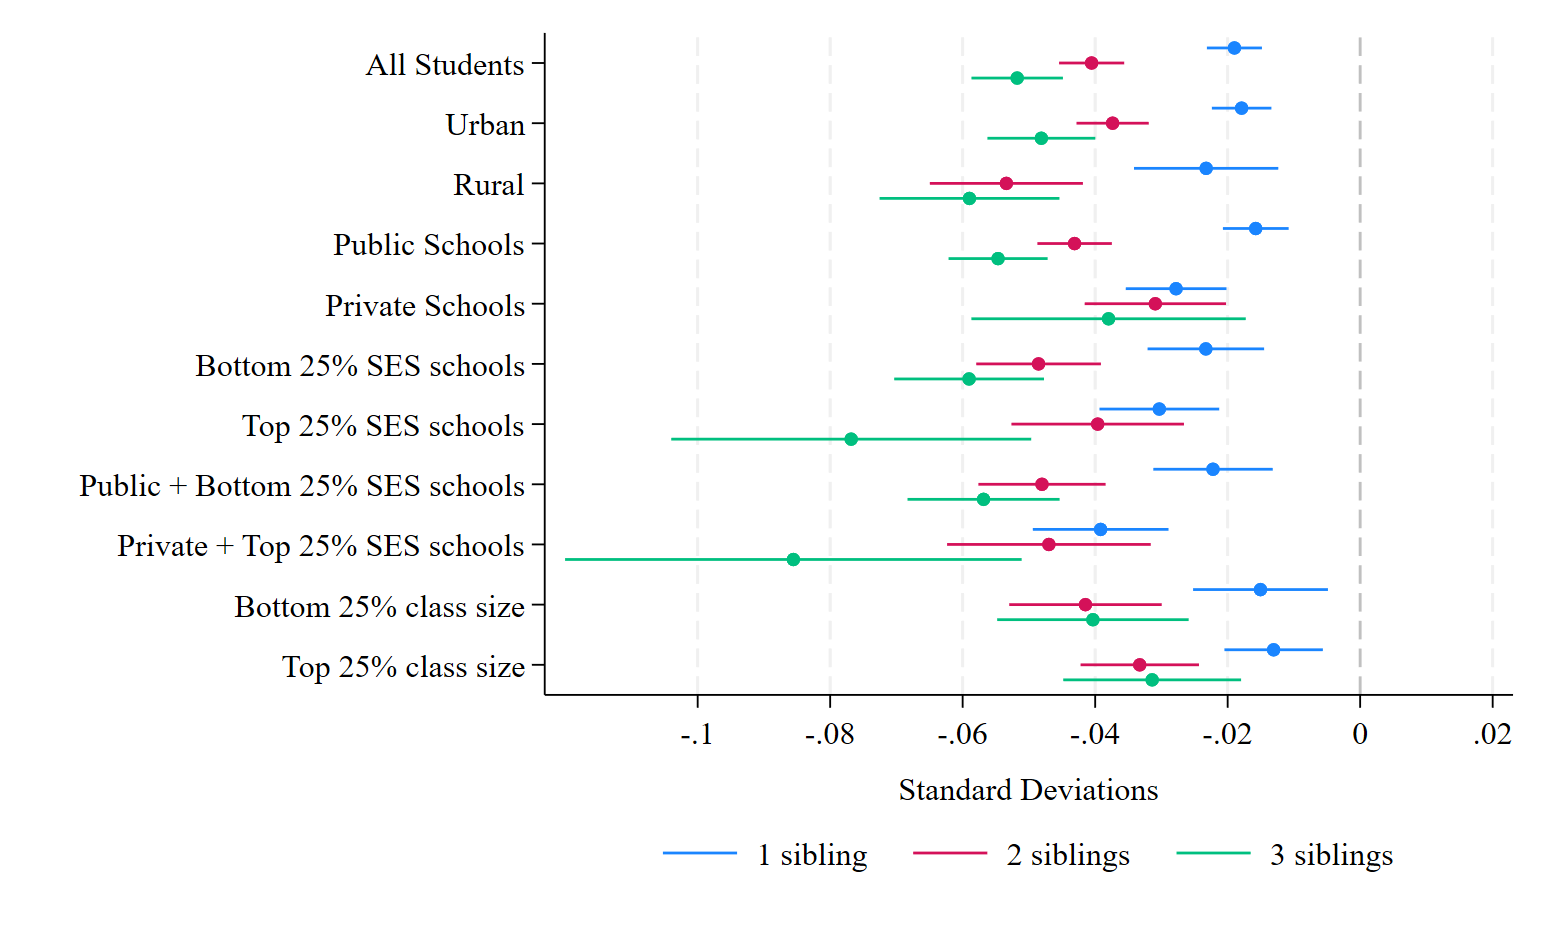 All Students
Urban
Rural
Public Schools
Private Schools
Bottom 25% SES schools
Top 25% SES schools
Public + Bottom 25% SES schools
Private + Top 25% SES schools
Bottom 25% class size
Top 25% class size
-.1 -.08 -.06 -.04 -.02 0 .02
Standard Deviations
1 sibling 2 siblings 3 siblings